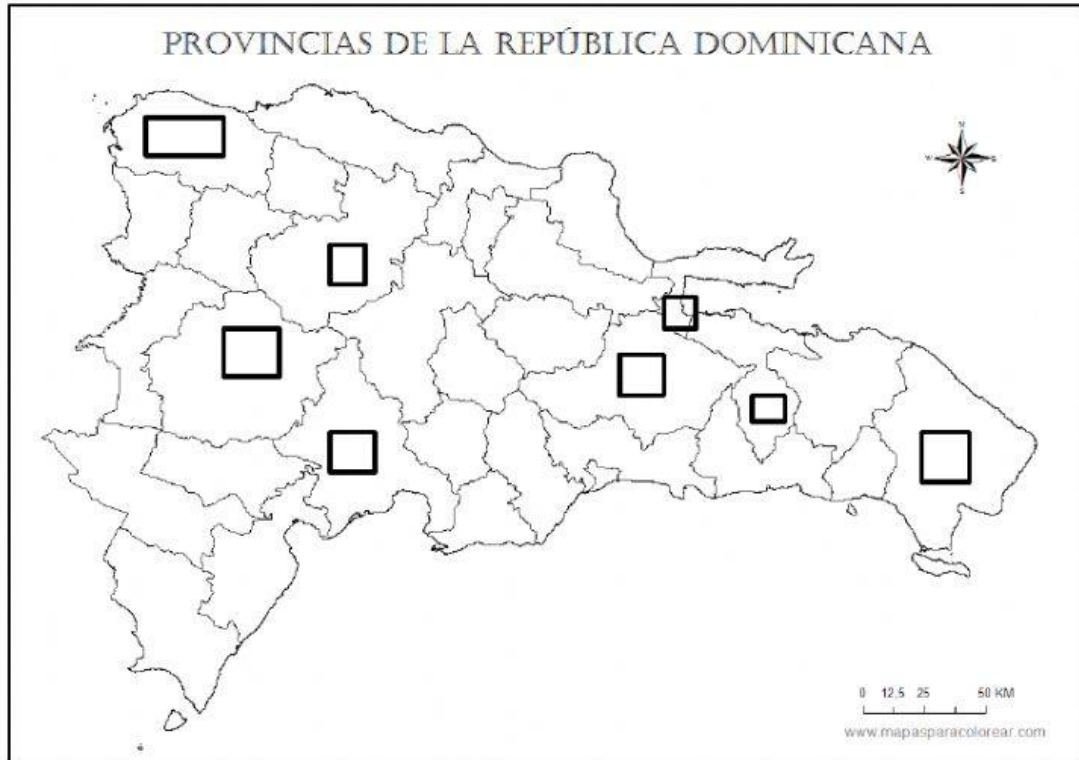 PROVINCIAS DE LA REPÚBLICA DOMINICANA
N
W E
S
0 12.5 25 50 KM
www.mapasparacolorear.com